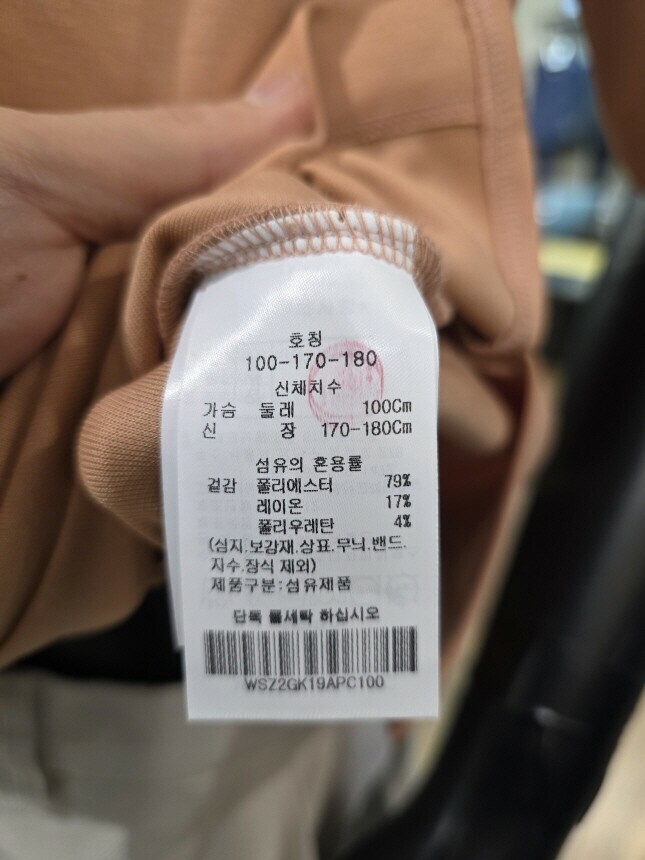 호칭
100-170-180
신체치수
가슴 둘레 100Cm
신 장 170-180Cm
섬유의 혼용률
겉감 폴리에스터 79%
레이온 17%
폴리우레탄 4%
(심지.보강재.상표.무늬.밴드.
자수.장식 제외)
제품구분:섬유제품
단독 물세탁 하십시오
WSZ2GK19APC100